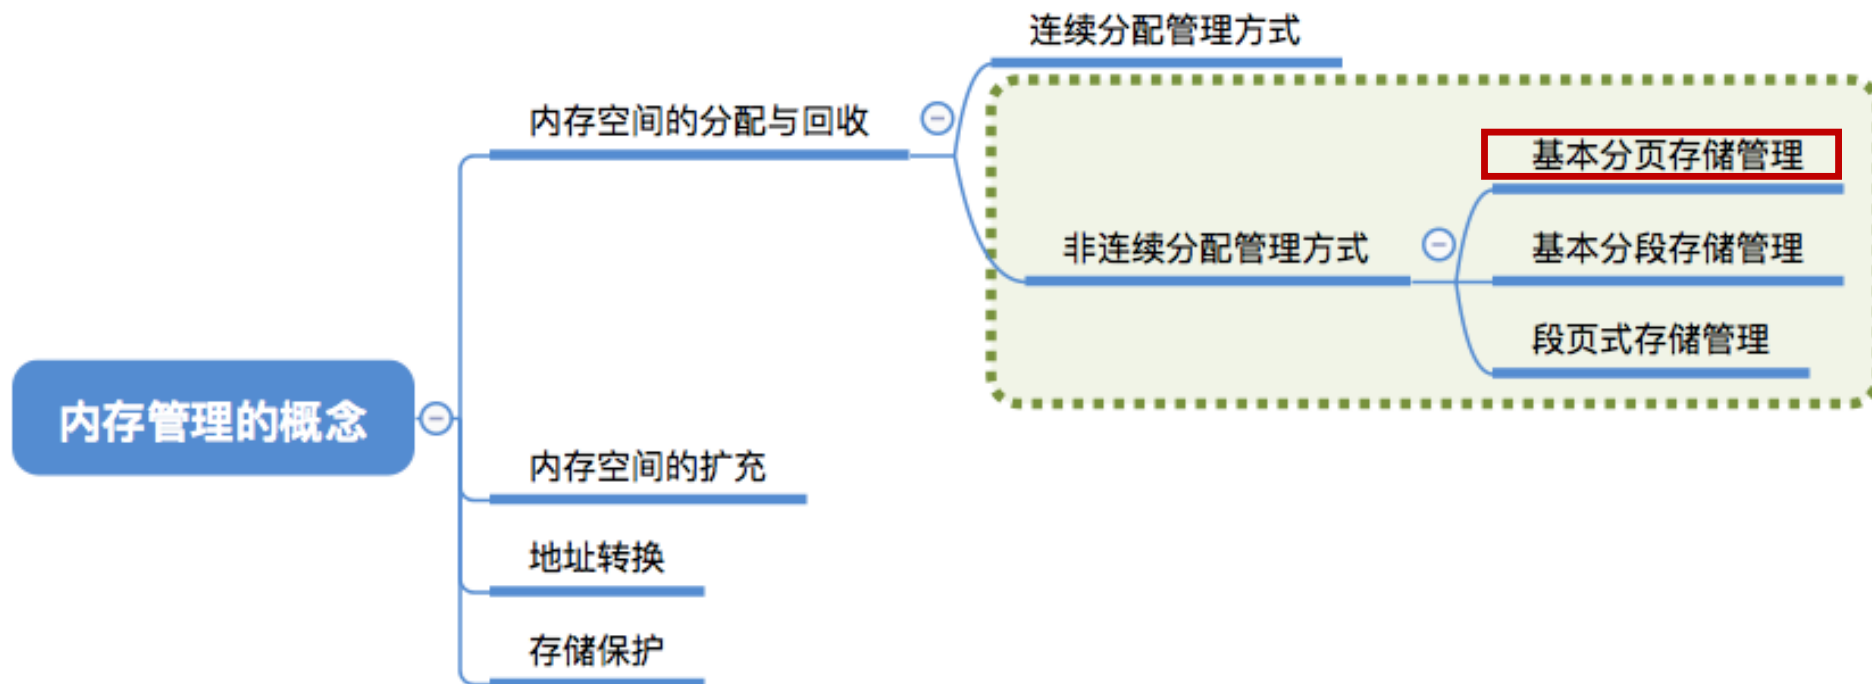 连续分配管理方式
内存空间的分配与回收
基本分页存储管理
非连续分配管理方式
基本分段存储管理
段页式存储管理
内存管理的概念
内存空间的扩充
地址转换
存储保护